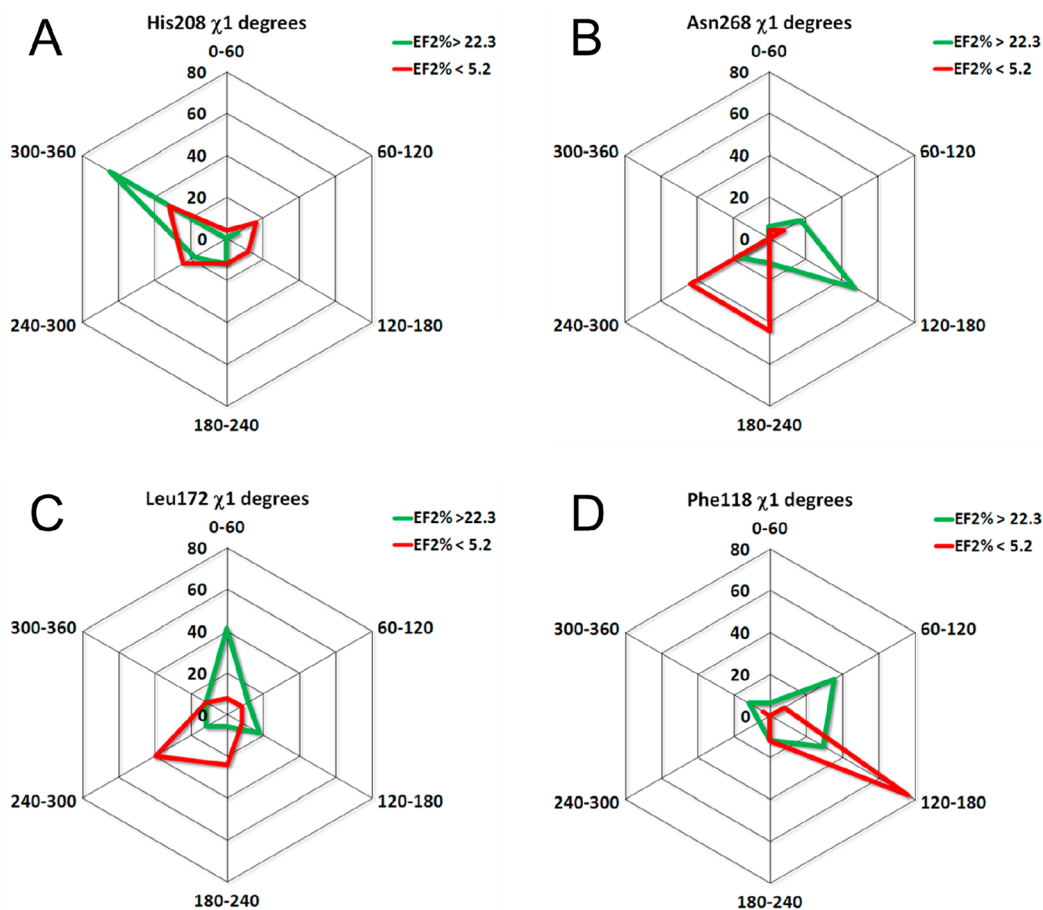 A
His208 χ1 degrees
0-60
EF2%> 22.3
EF2% < 5.2
80
60
40
20
0
300-360
60-120
240-300
120-180
180-240
B
Asn268 χ1 degrees
0-60
EF2% > 22.3
EF2% < 5.2
80
60
40
20
0
300-360
60-120
240-300
120-180
180-240
C
Leu172 χ1 degrees
0-60
EF2% >22.3
EF2% < 5.2
80
60
40
20
0
300-360
60-120
240-300
120-180
180-240
D
Phe118 χ1 degrees
0-60
EF2% > 22.3
EF2% < 5.2
80
60
40
20
0
300-360
60-120
240-300
120-180
180-240